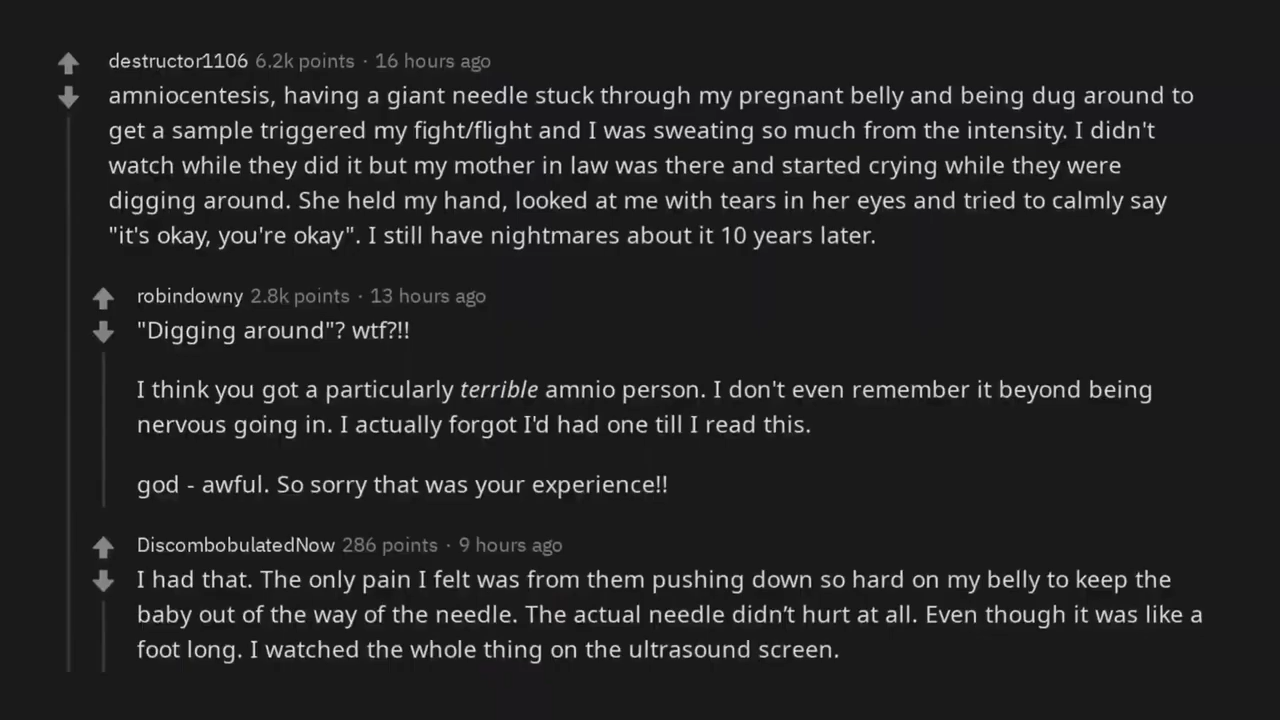 destructor1106 6.2k points · 16 hours ago
amniocentesis, having a giant needle stuck through my pregnant belly and being dug around to
get a sample triggered my fight/flight and I was sweating so much from the intensity. I didn't
watch while they did it but my mother in law was there and started crying while they were
digging around. She held my hand, looked at me with tears in her eyes and tried to calmly say
"it's okay, you're okay". I still have nightmares about it 10 years later.
robindowny 2.8k points · 13 hours ago
"Digging around"? wtf?!!
I think you got a particularly terrible amnio person. I don't even remember it beyond being
nervous going in. I actually forgot I'd had one till I read this.
god - awful. So sorry that was your experience!!
DiscombobulatedNow 286 points · 9 hours ago
I had that. The only pain I felt was from them pushing down so hard on my belly to keep the
baby out of the way of the needle. The actual needle didn’t hurt at all. Even though it was like a
foot long. I watched the whole thing on the ultrasound screen.